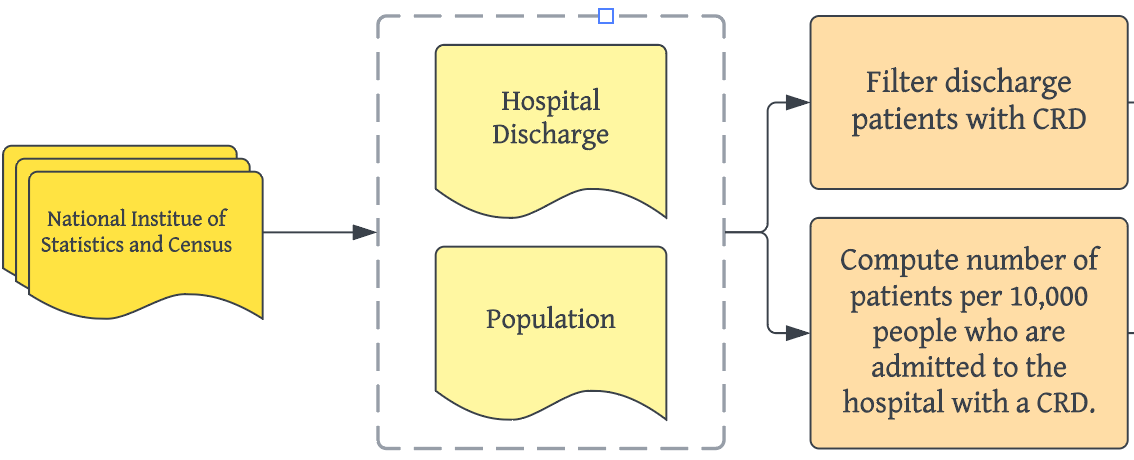 National Institue of
Statistics and Census
Hospital
Discharge
Population
Filter discharge
patients with CRD
Compute number of
patients per 10,000
people who are
admitted to the
hospital with a CRD.